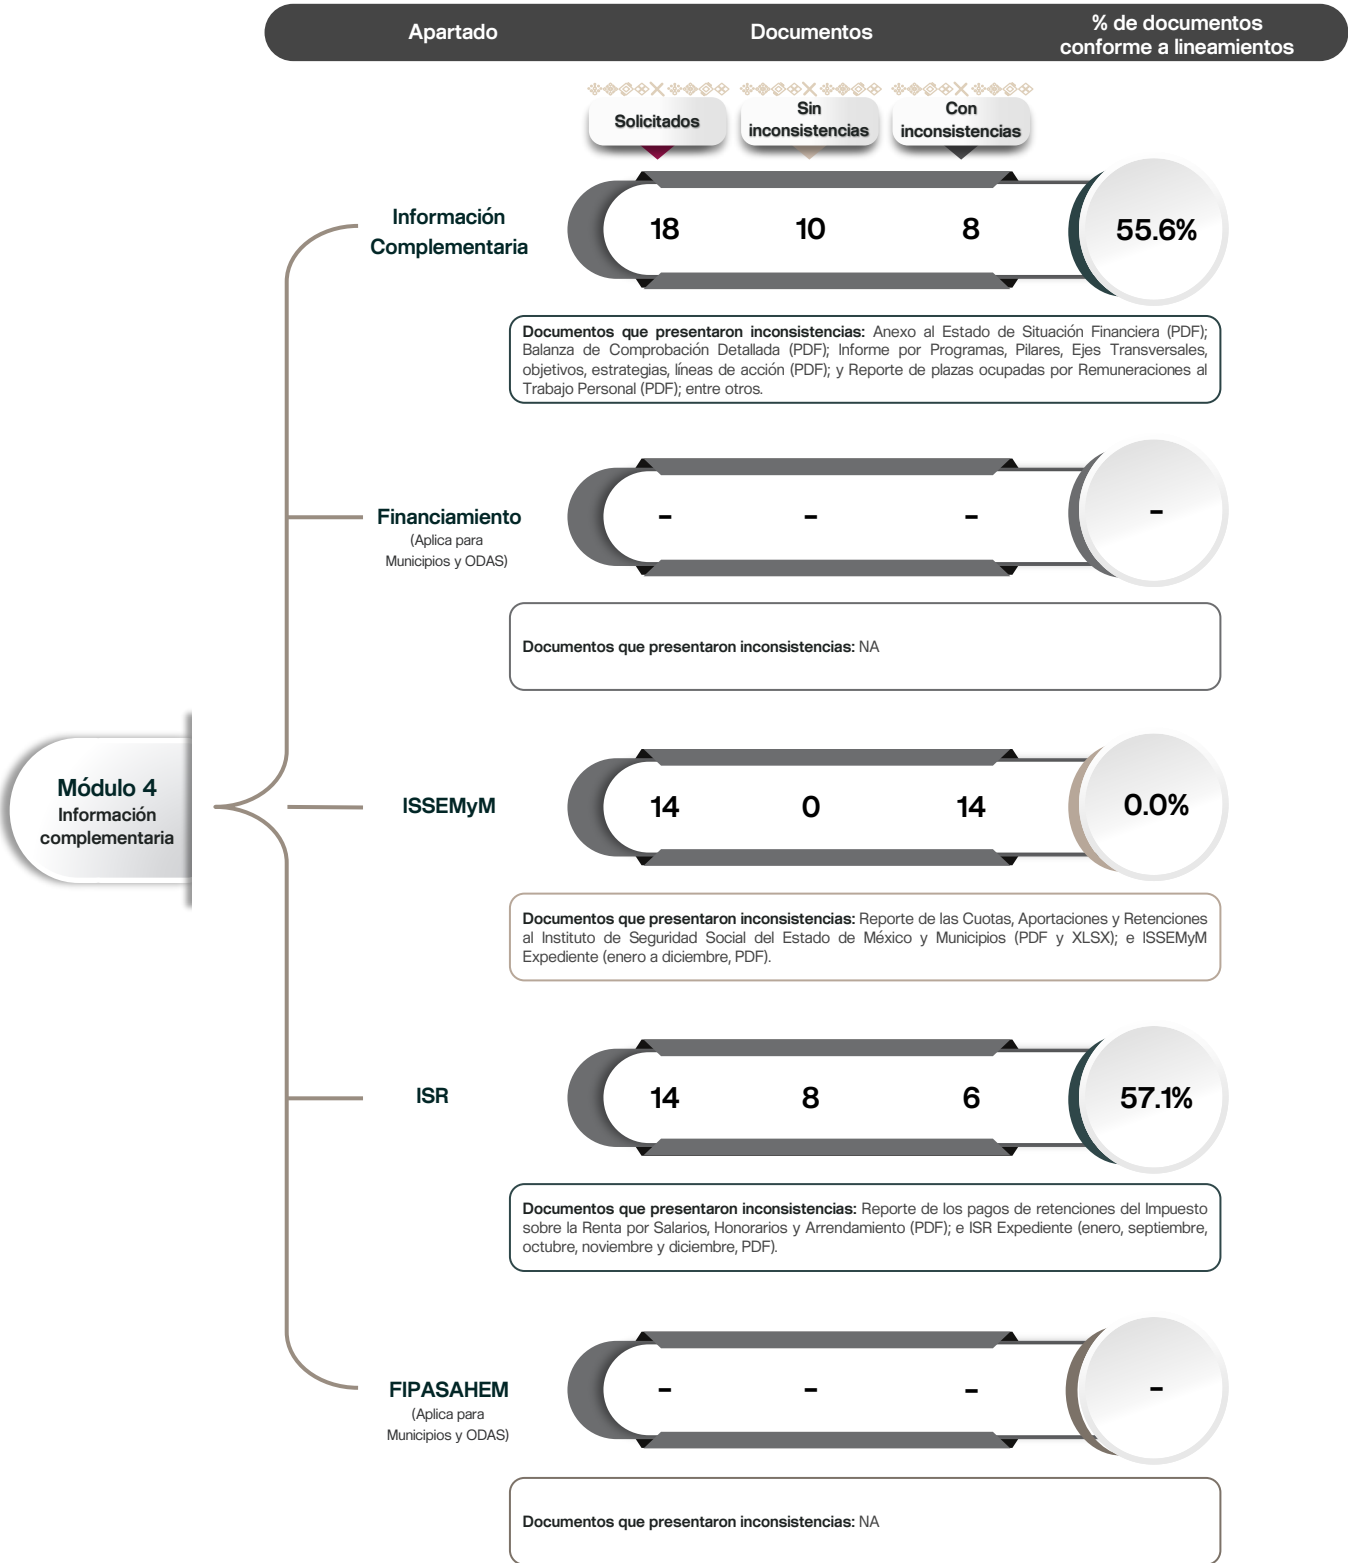 Apartado
Documentos
% de documentos
conforme a lineamientos
Solicitados
Sin
inconsistencias
Con
inconsistencias
Información
Complementaria
18
10
8
55.6%
Documentos que presentaron inconsistencias: Anexo al Estado de Situación Financiera (PDF);
Balanza de Comprobación Detallada (PDF); Informe por Programas, Pilares, Ejes Transversales,
objetivos, estrategias, líneas de acción (PDF); y Reporte de plazas ocupadas por Remuneraciones al
Trabajo Personal (PDF); entre otros.
Financiamiento
(Aplica para
Municipios y ODAS)
-
-
-
-
Documentos que presentaron inconsistencias: NA
Módulo 4
Información
complementaria
ISSEMyM
14
0
14
0.0%
Documentos que presentaron inconsistencias: Reporte de las Cuotas, Aportaciones y Retenciones
al Instituto de Seguridad Social del Estado de México y Municipios (PDF y XLSX); e ISSEMyM
Expediente (enero a diciembre, PDF).
ISR
14
8
6
57.1%
Documentos que presentaron inconsistencias: Reporte de los pagos de retenciones del Impuesto
sobre la Renta por Salarios, Honorarios y Arrendamiento (PDF); e ISR Expediente (enero, septiembre,
octubre, noviembre y diciembre, PDF).
FIPASAHEM
(Aplica para
Municipios y ODAS)
-
-
-
-
Documentos que presentaron inconsistencias: NA